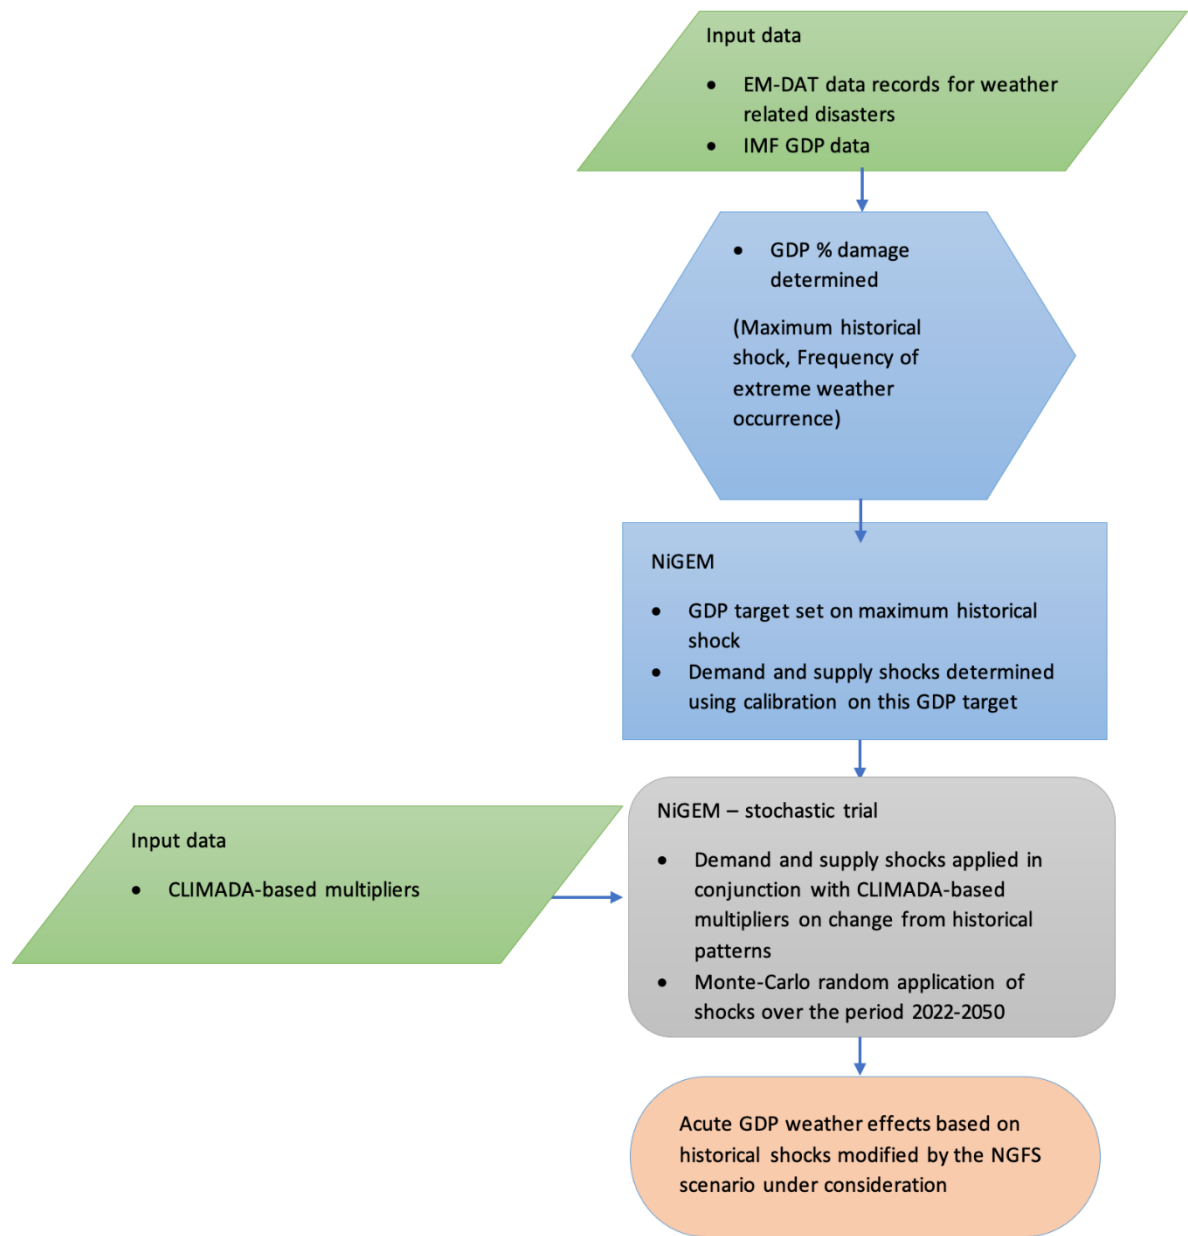 Input data
• EM-DAT data records for weather
related disasters
• IMF GDP data
• GDP % damage
determined
(Maximum historical
shock, Frequency of
extreme weather
occurrence)
NiGEM
• GDP target set on maximum historical
shock
• Demand and supply shocks determined
using calibration on this GDP target
Input data
• CLIMADA-based multipliers
NiGEM – stochastic trial
• Demand and supply shocks applied in
conjunction with CLIMADA-based
multipliers on change from historical
patterns
• Monte-Carlo random application of
shocks over the period 2022-2050
Acute GDP weather effects based on
historical shocks modified by the NGFS
scenario under consideration